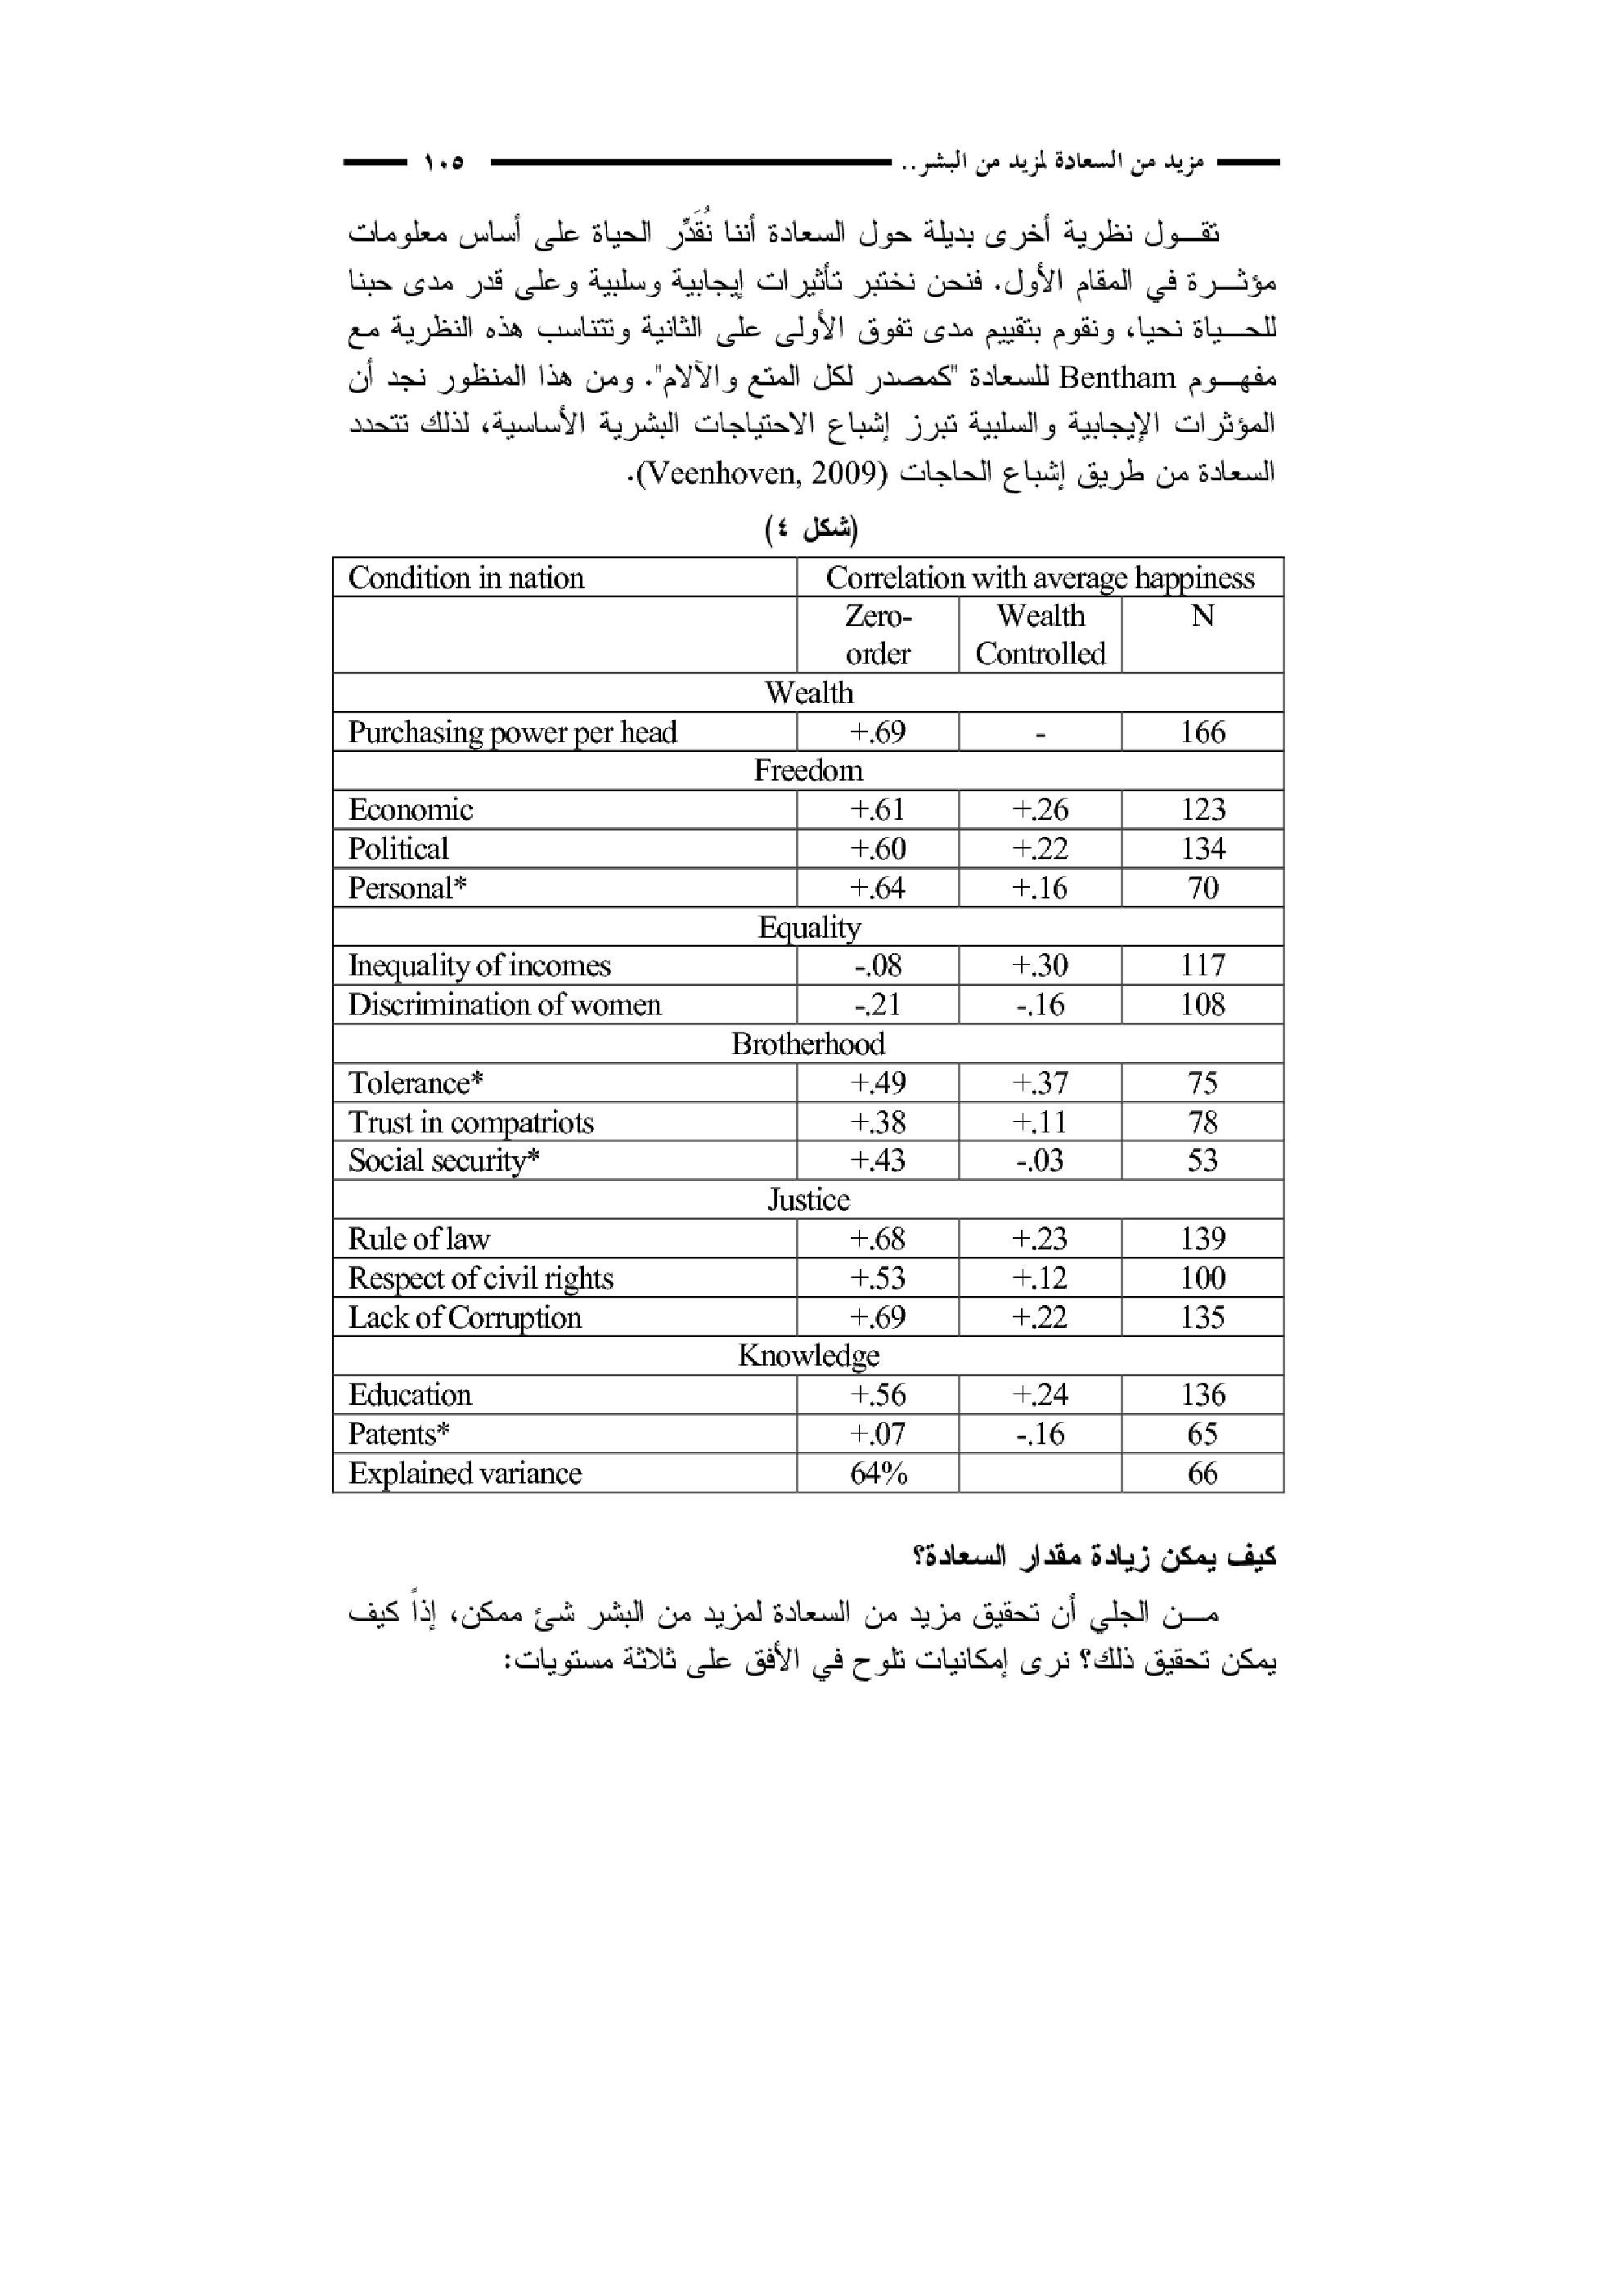 مزيد من السعادة لمزيد من البشر.. ١٠٥
تقــول نظرية أخرى بديلة حول السعادة أننا نُقَدِّر الحياة على أساس معلومات
مؤثــرة في المقام الأول. فنحن نختبر تأثيرات إيجابية وسلبية وعلى قدر مدى حبنا
للحــياة نحيا، ونقوم بتقييم مدى تفوق الأولى على الثانية وتتناسب هذه النظرية مع
مفهــوم Bentham للسعادة "كمصدر لكل المتع والآلام". ومن هذا المنظور نجد أن
المؤثرات الإيجابية والسلبية تبرز إشباع الاحتياجات البشرية الأساسية، لذلك تتحدد
السعادة من طريق إشباع الحاجات (Veenhoven, 2009).
(شكل ٤)
Condition in nation Correlation with average happiness
Zero- Wealth N
order Controlled
Wealth
Purchasing power per head +.69 - 166
Freedom
Economic +.61 +.26 123
Political +.60 +.22 134
Personal* +.64 +.16 70
Equality
Inequality of incomes -.08 +.30 117
Discrimination of women -.21 -.16 108
Brotherhood
Tolerance* +.49 +.37 75
Trust in compatriots +.38 +.11 78
Social security* +.43 -.03 53
Justice
Rule of law +.68 +.23 139
Respect of civil rights +.53 +.12 100
Lack of Corruption +.69 +.22 135
Knowledge
Education +.56 +.24 136
Patents* +.07 -.16 65
Explained variance 64% 66
كيف يمكن زيادة مقدار السعادة؟
مــن الجلي أن تحقيق مزيد من السعادة لمزيد من البشر شئ ممكن، إذاً كيف
يمكن تحقيق ذلك؟ نرى إمكانيات تلوح في الأفق على ثلاثة مستويات: